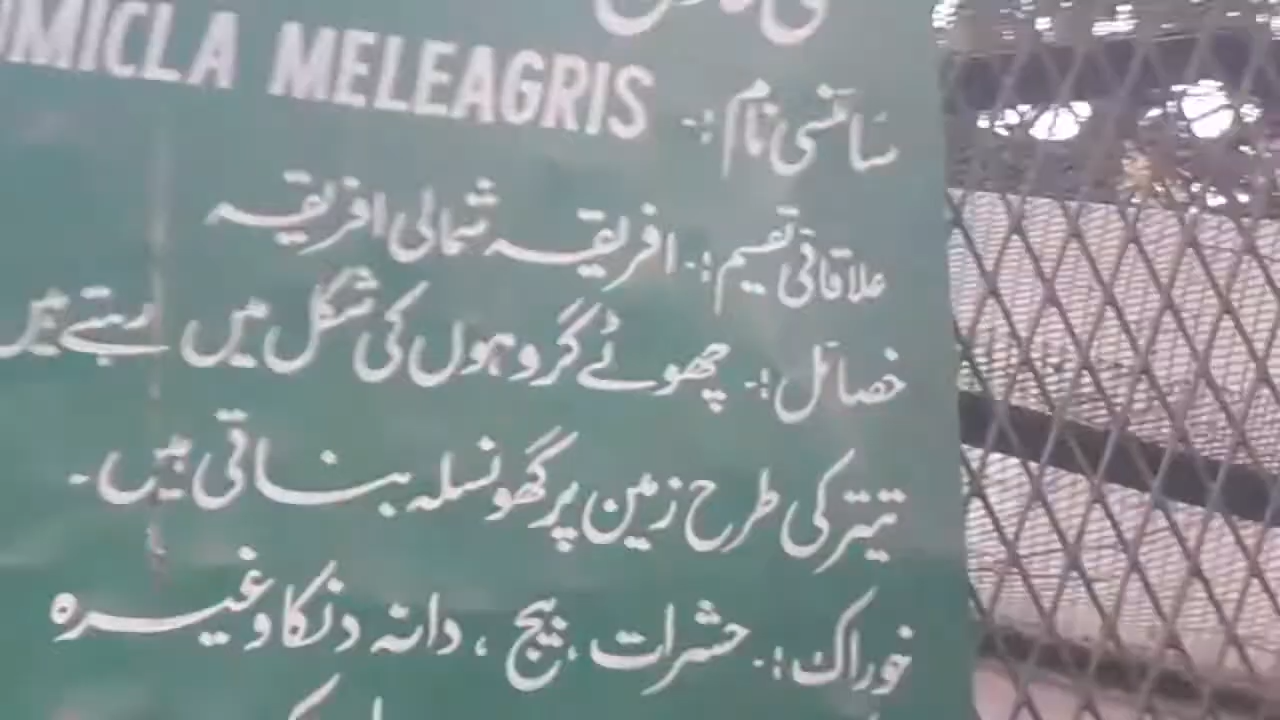 سائنسی نام :- OMICLA MELEAGRIS
علاقائی تقسیم :- افریقہ شمالی افریقہ
خصائل :- چھوٹے گروہوں کی شکل میں رہتے ہیں
تیتر کی طرح زمین پر گھونسلہ بناتی ہیں۔
خوراک :- حشرات، بیج، دانہ دنکا وغیرہ